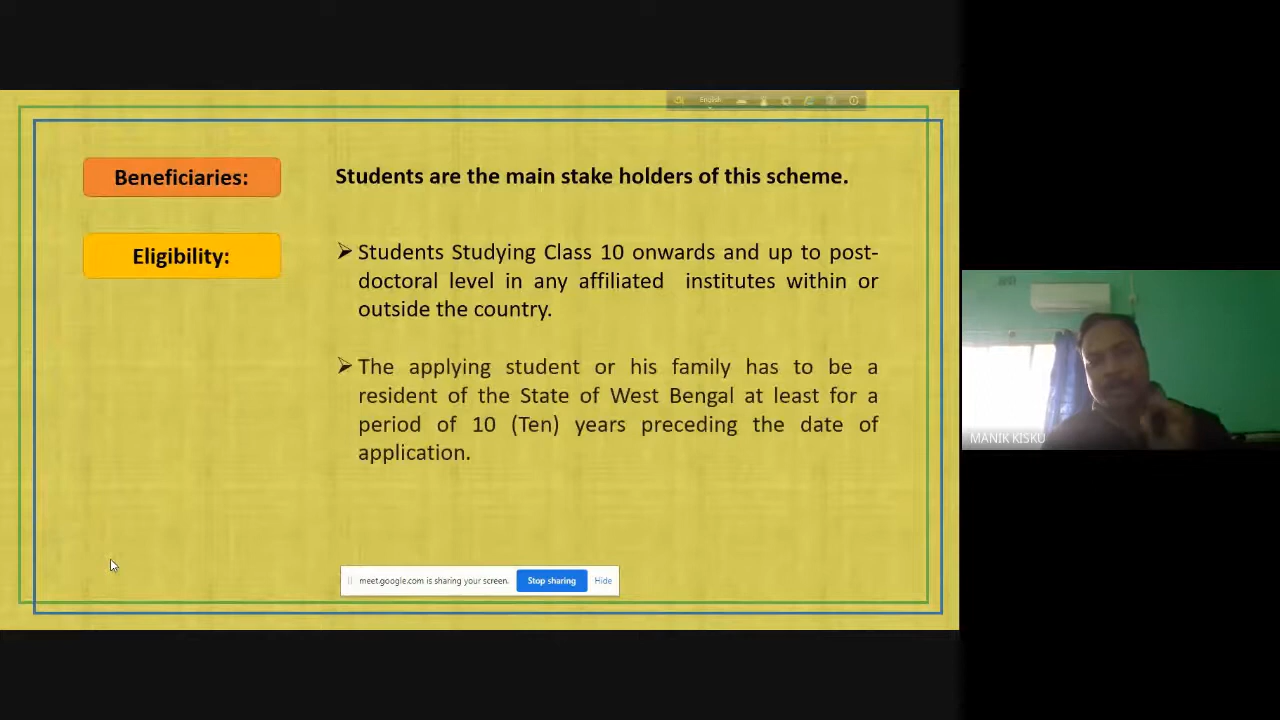 English
Beneficiaries:
Students are the main stake holders of this scheme.
Eligibility:
➢ Students Studying Class 10 onwards and up to post-
doctoral level in any affiliated institutes within or
outside the country.
➢ The applying student or his family has to be a
resident of the State of West Bengal at least for a
period of 10 (Ten) years preceding the date of
application.
MANIK KISKU
meet.google.com is sharing your screen.
Stop sharing
Hide